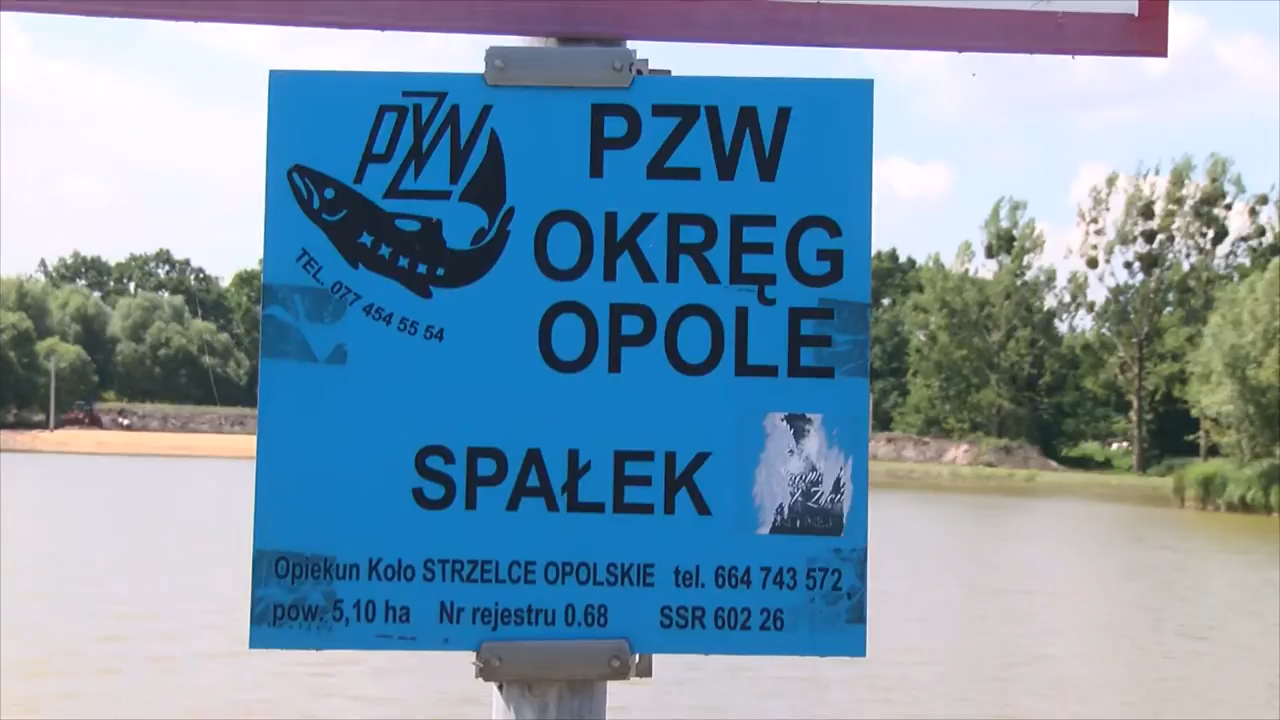 PZW
PZW
OKRĘG
OPOLE
TEL. 077 454 55 54
SPAŁEK
Opiekun Koło STRZELCE OPOLSKIE tel. 664 743 572
pow. 5,10 ha Nr rejestru 0.68 SSR 602 26